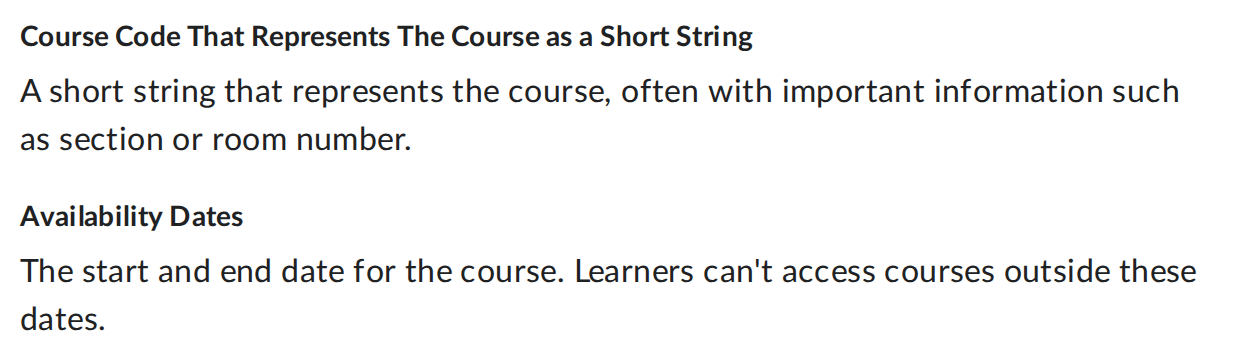 Course Code That Represents The Course as a Short String
A short string that represents the course, often with important information such
as section or room number.
Availability Dates
The start and end date for the course. Learners can't access courses outside these
dates.